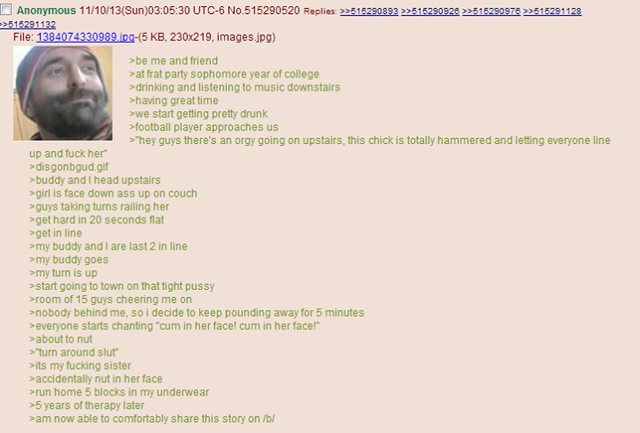 Anonymous 11/10/13(Sun)03:05:30 UTC-6 No.515290520 Replies: >>515290893 >>515290926 >>515290976 >>515291128
>>515291132
File: 1384074330989.jpg-(5 KB, 230x219, images.jpg)
>be me and friend
>at frat party sophomore year of college
>drinking and listening to music downstairs
>having great time
>we start getting pretty drunk
>football player approaches us
>"hey guys there's an orgy going on upstairs, this chick is totally hammered and letting everyone line
up and fuck her"
>disgonbgud.gif
>buddy and I head upstairs
>girl is face down ass up on couch
>guys taking turns railing her
>get hard in 20 seconds flat
>get in line
>my buddy and I are last 2 in line
>my buddy goes
>my turn is up
>start going to town on that tight pussy
>room of 15 guys cheering me on
>nobody behind me, so i decide to keep pounding away for 5 minutes
>everyone starts chanting "cum in her face! cum in her face!"
>about to nut
>"turn around slut"
>its my fucking sister
>accidentally nut in her face
>run home 5 blocks in my underwear
>5 years of therapy later
>am now able to comfortably share this story on /b/